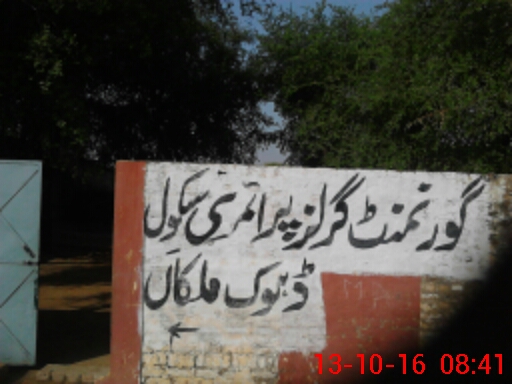 گورنمنٹ گرلز پرائمری سکول
ڈہوک ملکاں
13-10-16 08:41